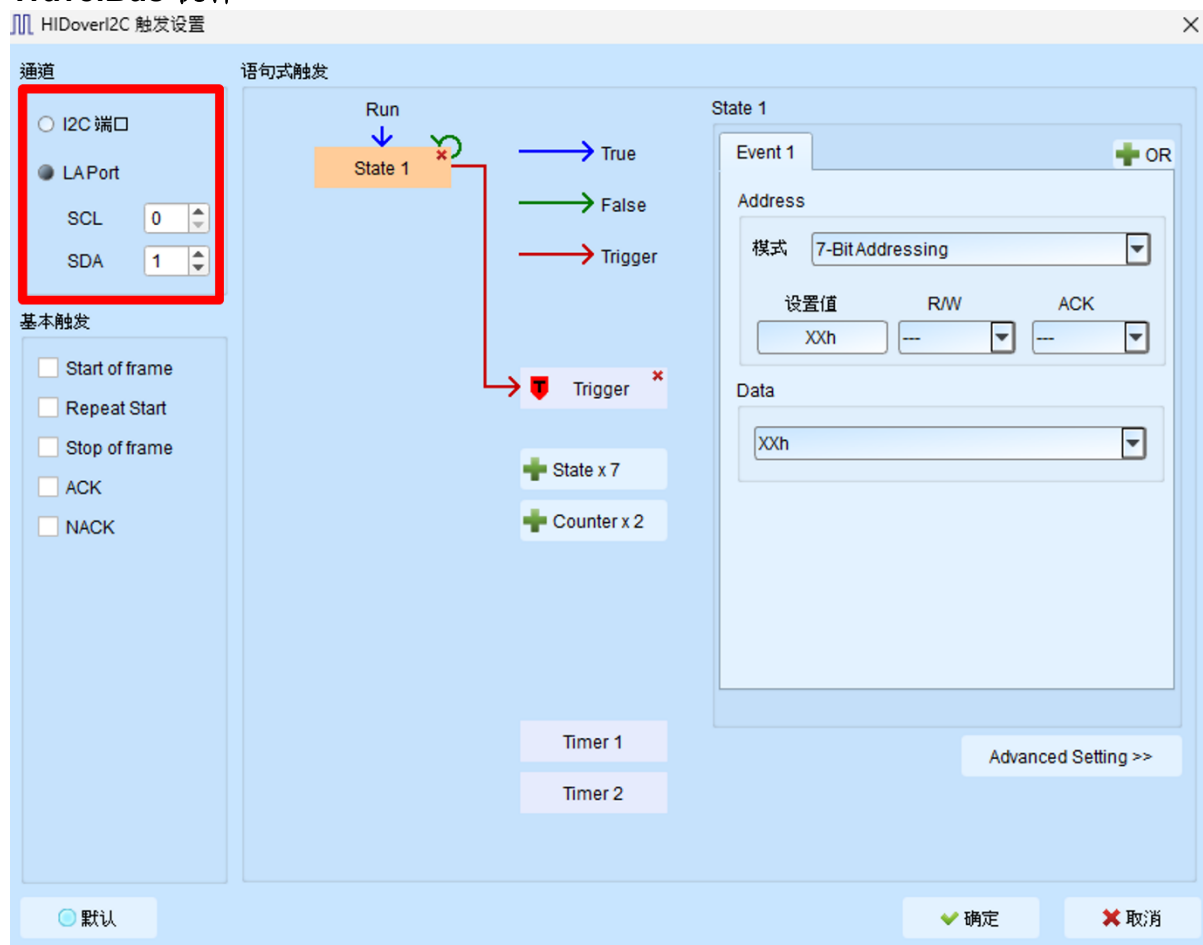 HIDoverI2C 触发设置
通道
I2C 端口
LA Port
SCL 0
SDA 1
基本触发
Start of frame
Repeat Start
Stop of frame
ACK
NACK
语句式触发
Run
State 1
True
False
Trigger
Trigger
State x 7
Counter x 2
Timer 1
Timer 2
State 1
Event 1
OR
Address
模式 7-Bit Addressing
设置值 R/W ACK
XXh --- ---
Data
XXh
Advanced Setting >>
默认
确定
取消